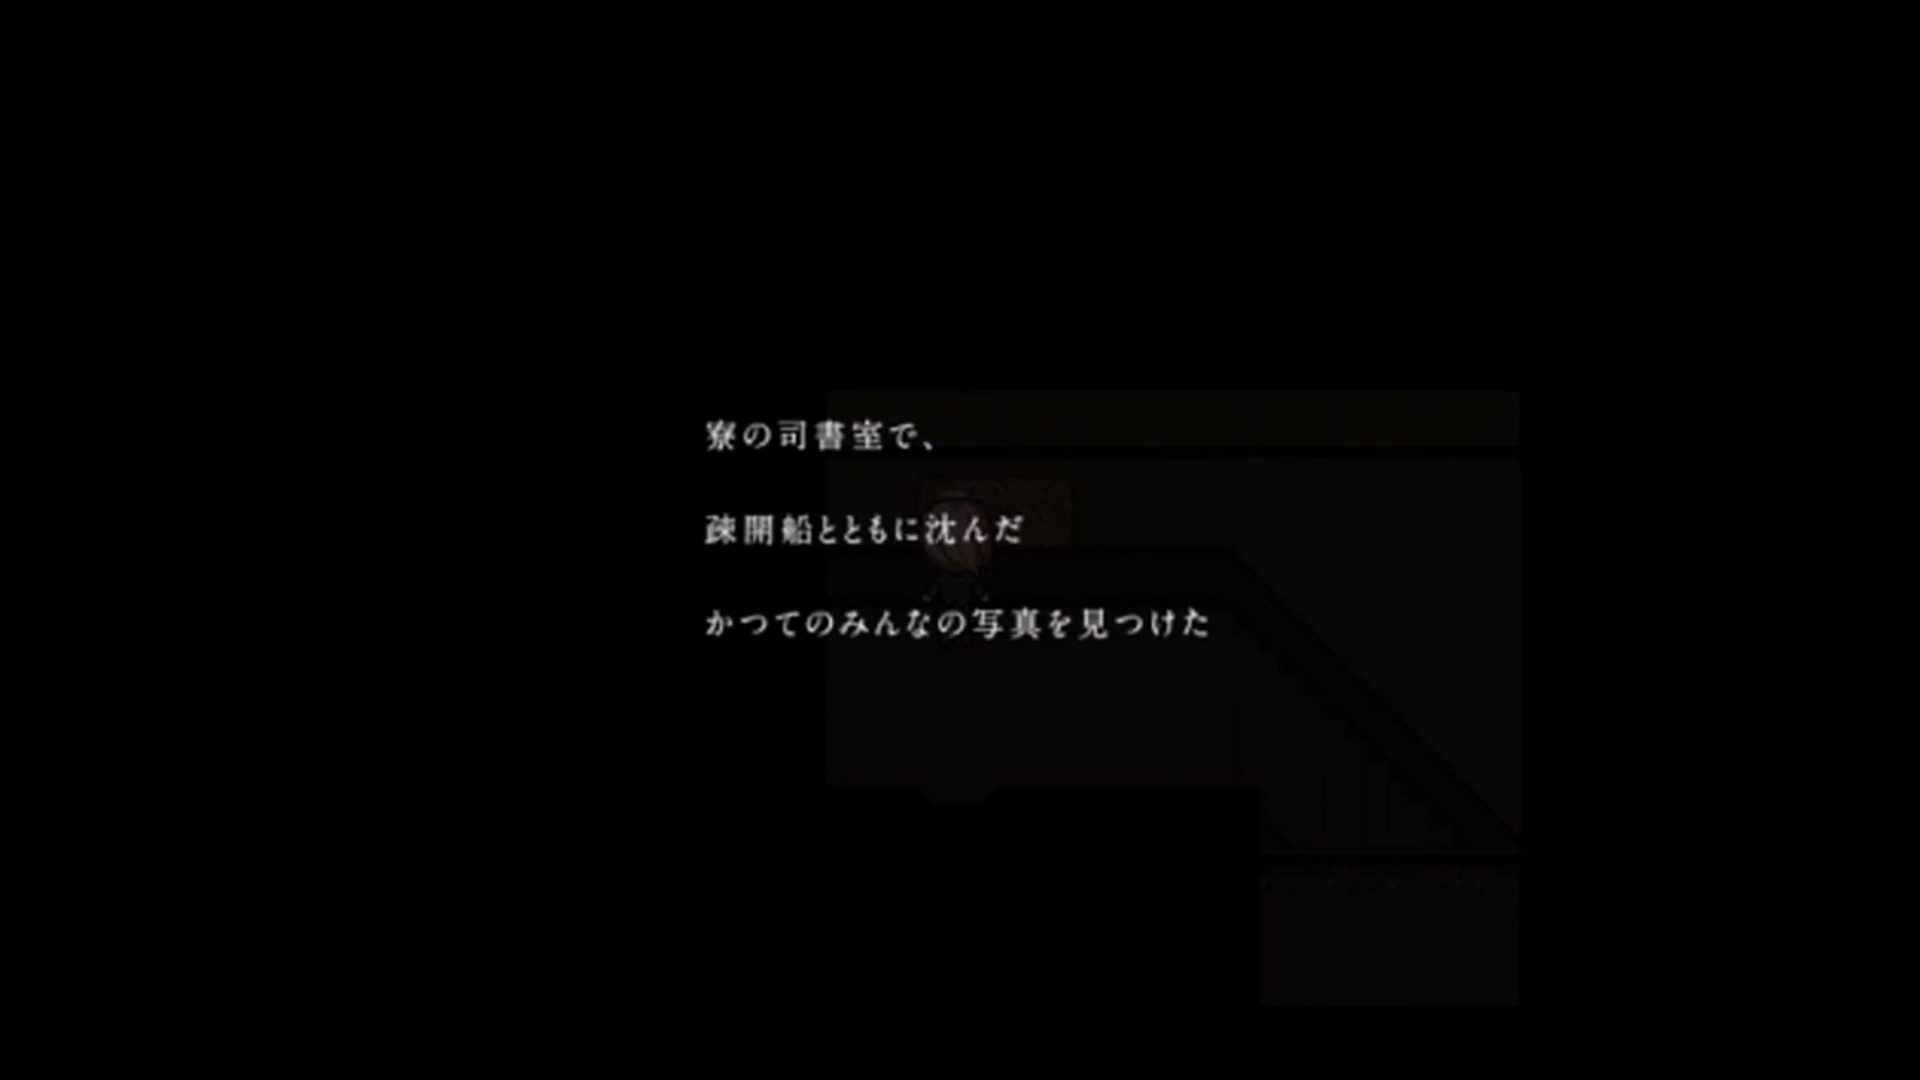 寮の司書室で、
疎開船とともに沈んだ
かつてのみんなの写真を見つけた